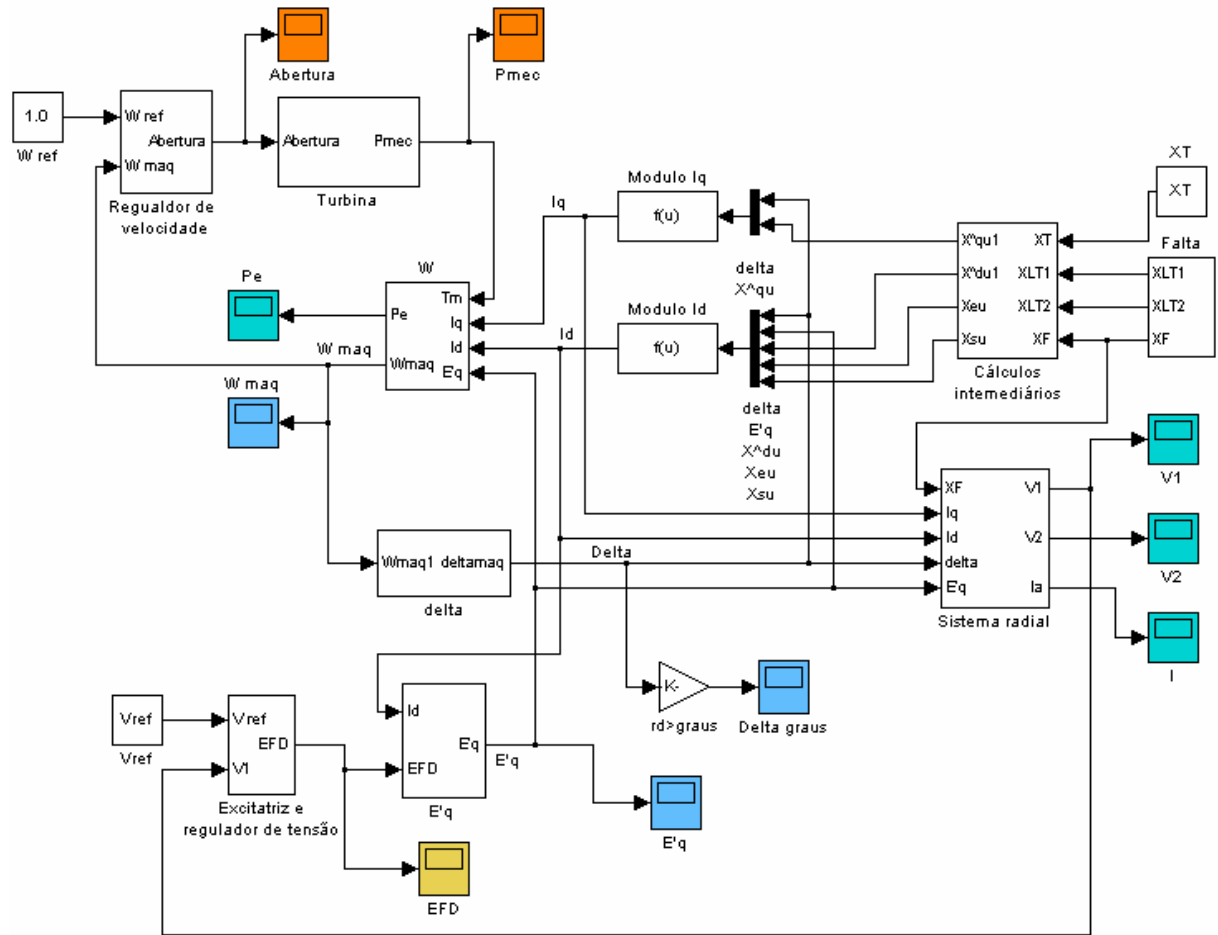 Abertura
Pmec
1.0
W ref
W ref
Abertura
W maq
Regualdor de
velocidade
Abertura
Pmec
Turbina
XT
XT
Modulo Iq
f(u)
Iq
X^qu1
XT
X^du1
XLT1
Xeu
XLT2
Xsu
XF
Cálculos
intemediários
Falta
XLT1
XLT2
XF
delta
X^qu
Pe
W
Tm
Pe
Iq
Id
Wmaq
E'q
Modulo Id
f(u)
Id
W maq
W maq
delta
E'q
X^du
Xeu
Xsu
V1
XF
V1
Iq
Id
V2
delta
E'q
Ia
Sistema radial
V2
I
Wmaq1
deltamaq
delta
Delta
K-
rd>graus
Delta graus
Vref
Vref
Vref
EFD
V1
Excitatriz e
regulador de tensão
Id
E'q
EFD
E'q
E'q
E'q
EFD